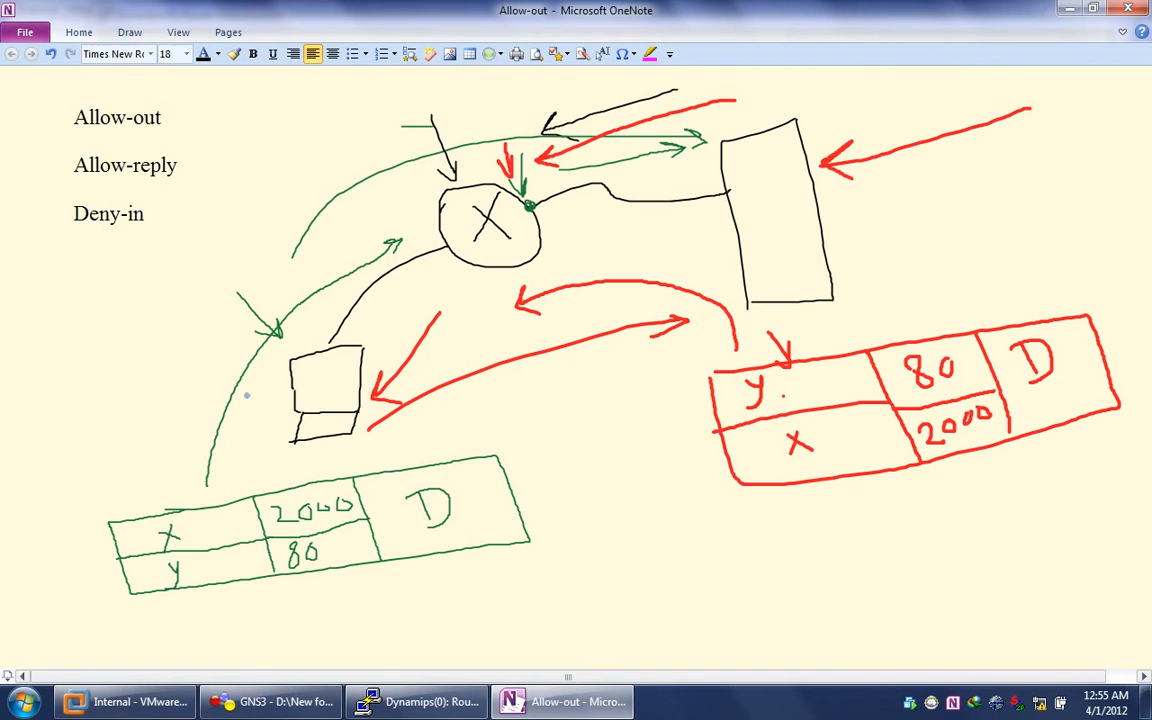 Allow-out - Microsoft OneNote
File Home Draw View Pages
Times New Ro 18 A B U
Allow-out
Allow-reply
Deny-in
X
y 80 D
x 2000
x 2000 D
y 80
Internal - VMware... GNS3 - D:\New fo... Dynamips(0): Rou... Allow-out - Micro... 12:55 AM
4/1/2012